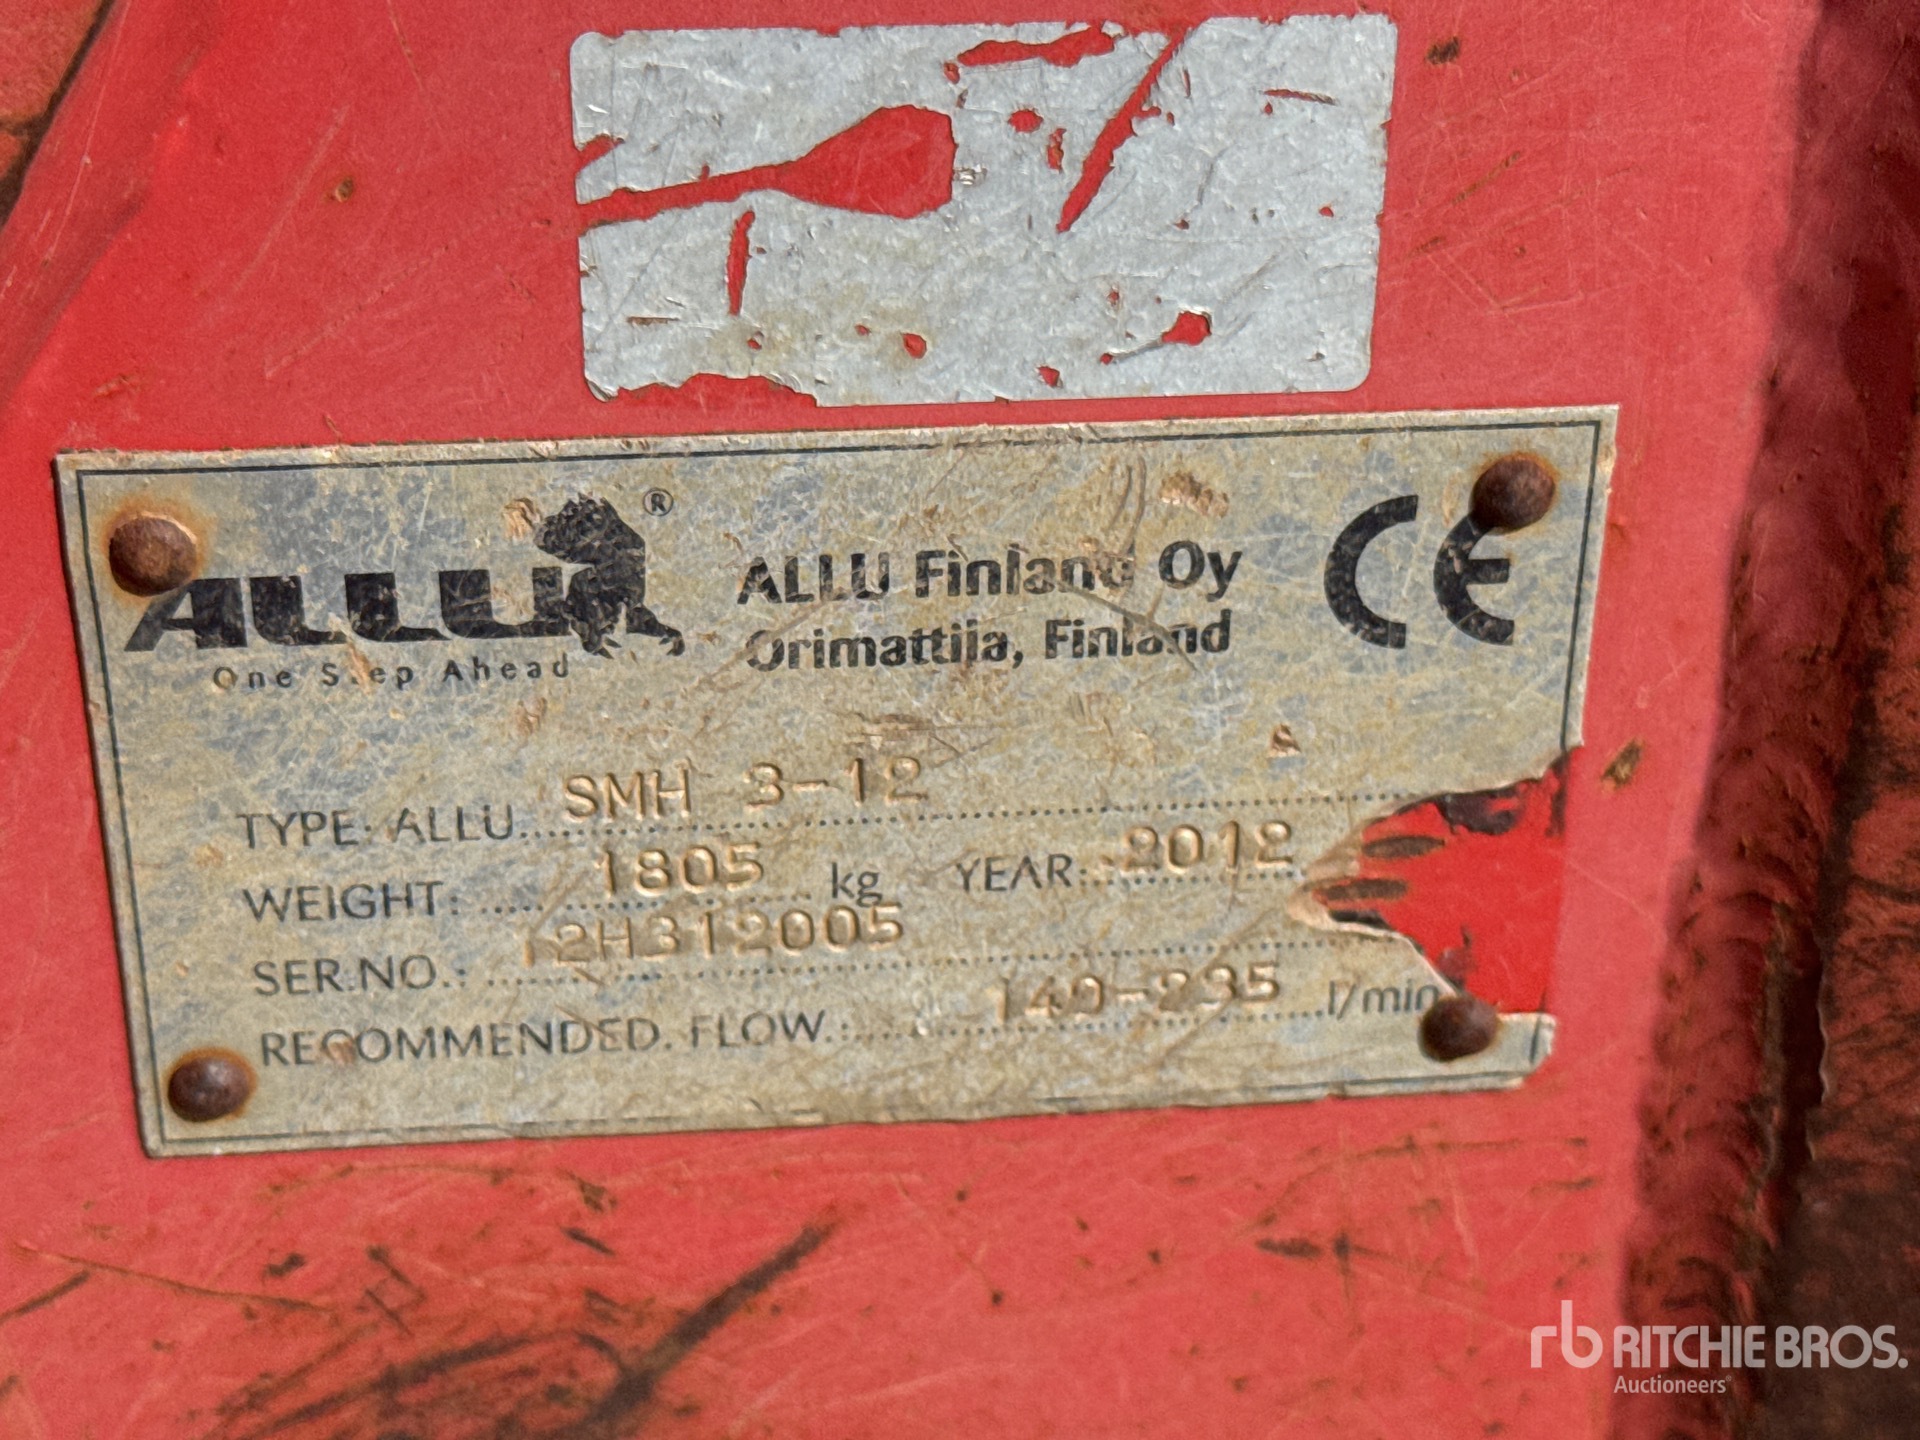 ALLU ®
One Step Ahead
ALLU Finland Oy
Orimattila, Finland
CE
TYPE: ALLU SMH 3-12
WEIGHT: 1805 kg YEAR: 2012
SER.NO.: 12H312005
RECOMMENDED. FLOW.: 140-235 l/min
rb RITCHIE BROS.
Auctioneers